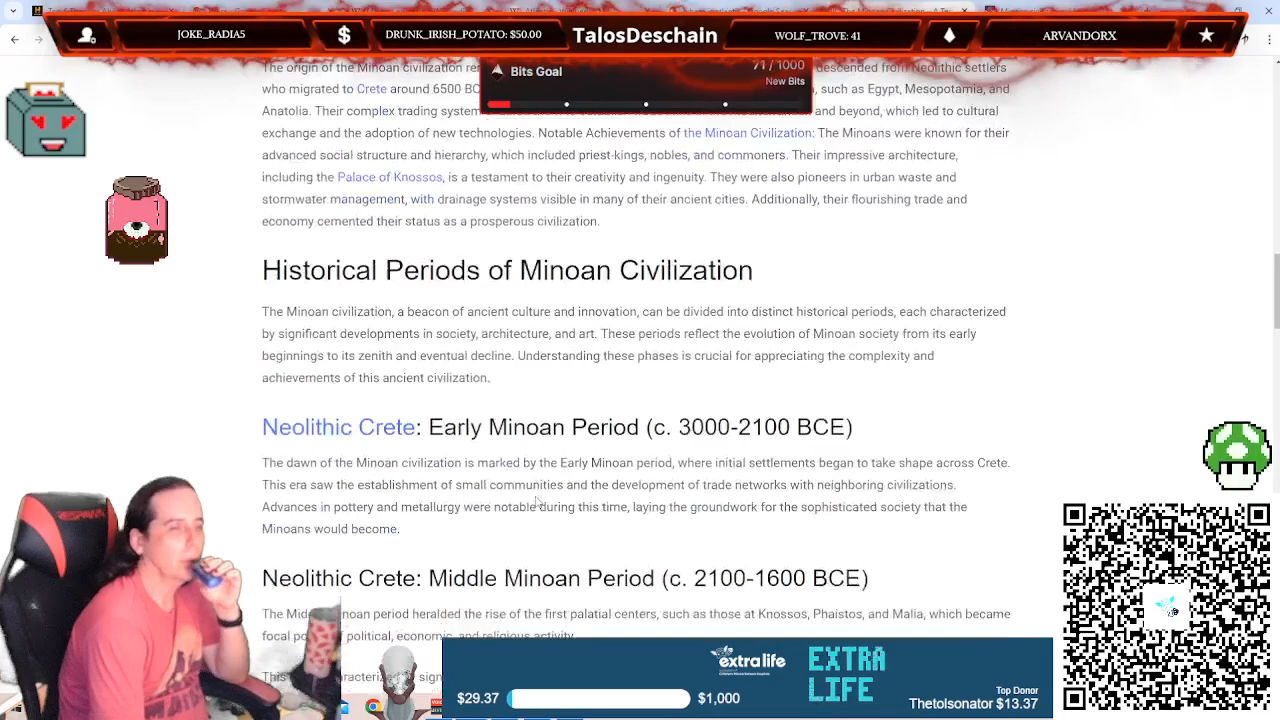 JOKE_RADIA5
$
DRUNK_IRISH_POTATO: $50.00
TalosDeschain
WOLF_TROVE: 41
ARVANDORX
Bits Goal
71 / 1000
New Bits
The origin of the Minoan civilization
descended from Neolithic settlers
who migrated to Crete around 6500
such as Egypt, Mesopotamia, and
Anatolia. Their complex trading
and beyond, which led to cultural
exchange and the adoption of new technologies. Notable Achievements of the Minoan Civilization: The Minoans were known for their
advanced social structure and hierarchy, which included priest-kings, nobles, and commoners. Their impressive architecture,
including the Palace of Knossos, is a testament to their creativity and ingenuity. They were also pioneers in urban waste and
stormwater management, with drainage systems visible in many of their ancient cities. Additionally, their flourishing trade and
economy cemented their status as a prosperous civilization.
Historical Periods of Minoan Civilization
The Minoan civilization, a beacon of ancient culture and innovation, can be divided into distinct historical periods, each characterized
by significant developments in society, architecture, and art. These periods reflect the evolution of Minoan society from its early
beginnings to its zenith and eventual decline. Understanding these phases is crucial for appreciating the complexity and
achievements of this ancient civilization.
Neolithic Crete: Early Minoan Period (c. 3000-2100 BCE)
The dawn of the Minoan civilization is marked by the Early Minoan period, where initial settlements began to take shape across Crete.
This era saw the establishment of small communities and the development of trade networks with neighboring civilizations.
Advances in pottery and metallurgy were notable during this time, laying the groundwork for the sophisticated society that the
Minoans would become.
Neolithic Crete: Middle Minoan Period (c. 2100-1600 BCE)
The Minoan period heralded the rise of the first palatial centers, such as those at Knossos, Phaistos, and Malia, which became
focal of political, economic, and religious activity.
extralife
EXTRA
LIFE
$29.37
$1,000
Top Donor
Thetolsonator $13.37